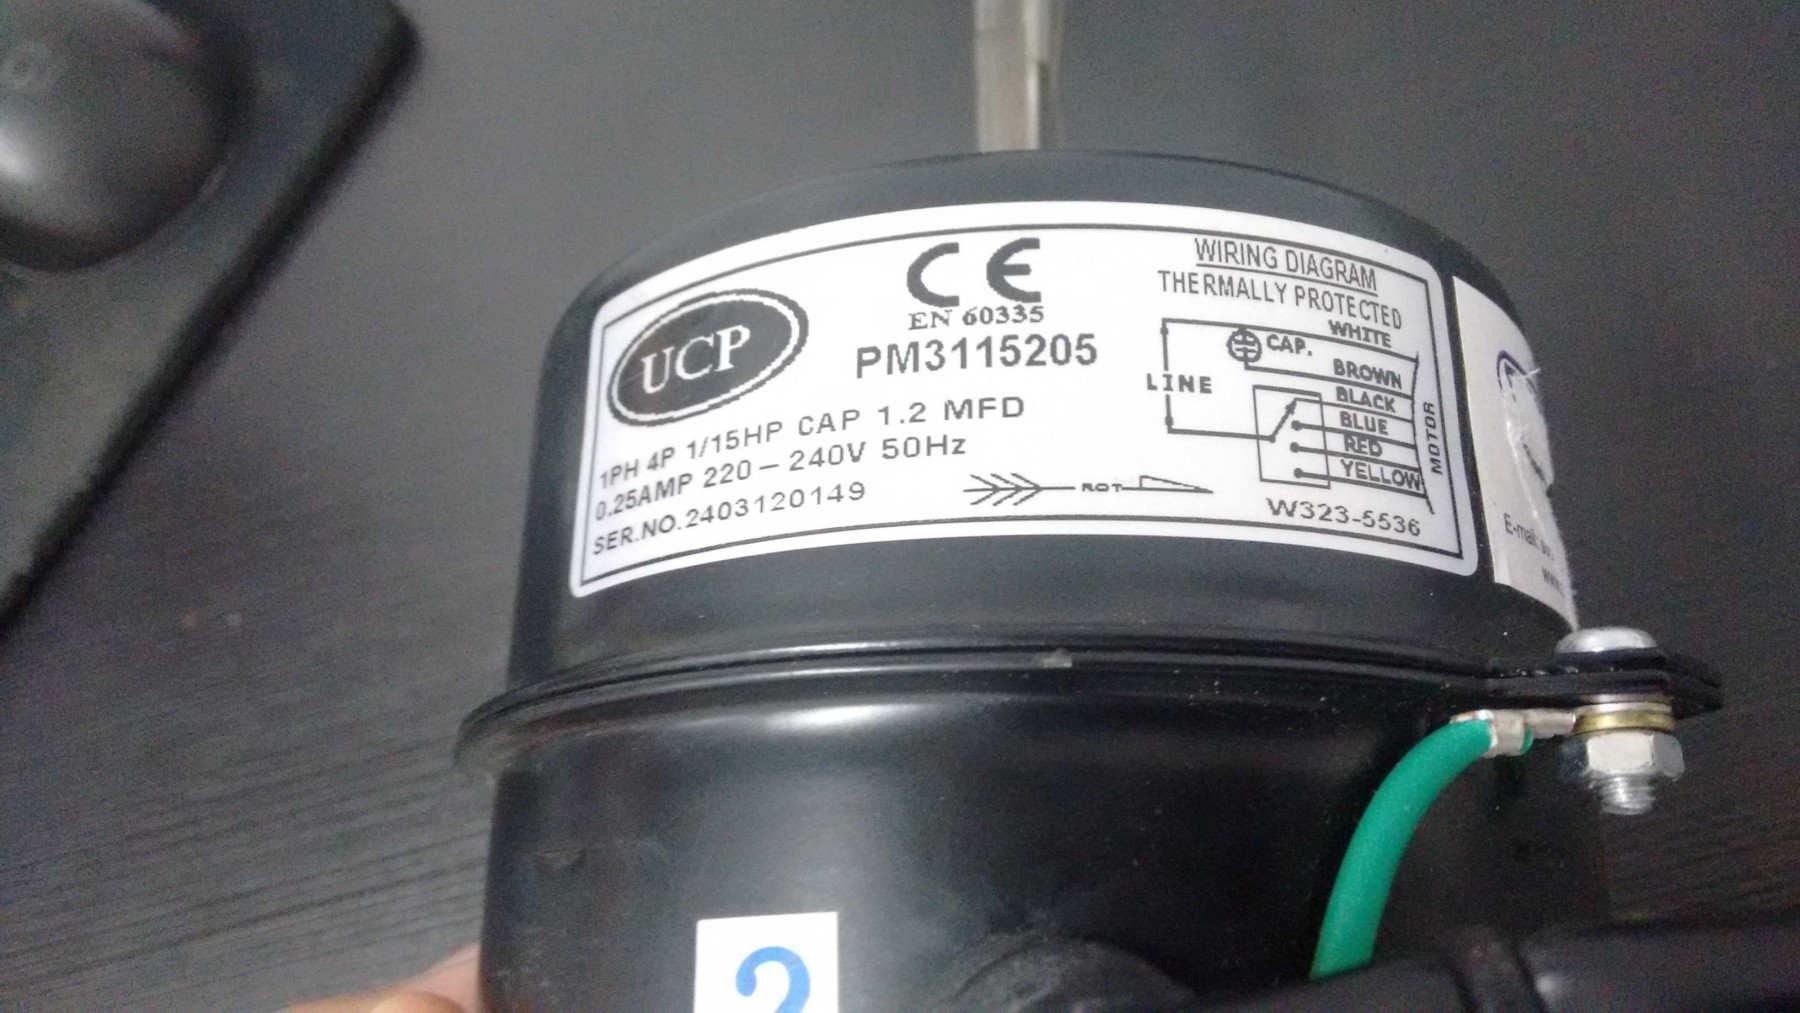 UCP
CE
EN 60335
PM3115205
1PH 4P 1/15HP CAP 1.2 MFD
0.25AMP 220-240V 50Hz
SER.NO.2403120149
ROT
WIRING DIAGRAM
THERMALLY PROTECTED
WHITE
CAP.
BROWN
LINE
BLACK
BLUE
RED
YELLOW
MOTOR
W323-5536
E-mail:
2